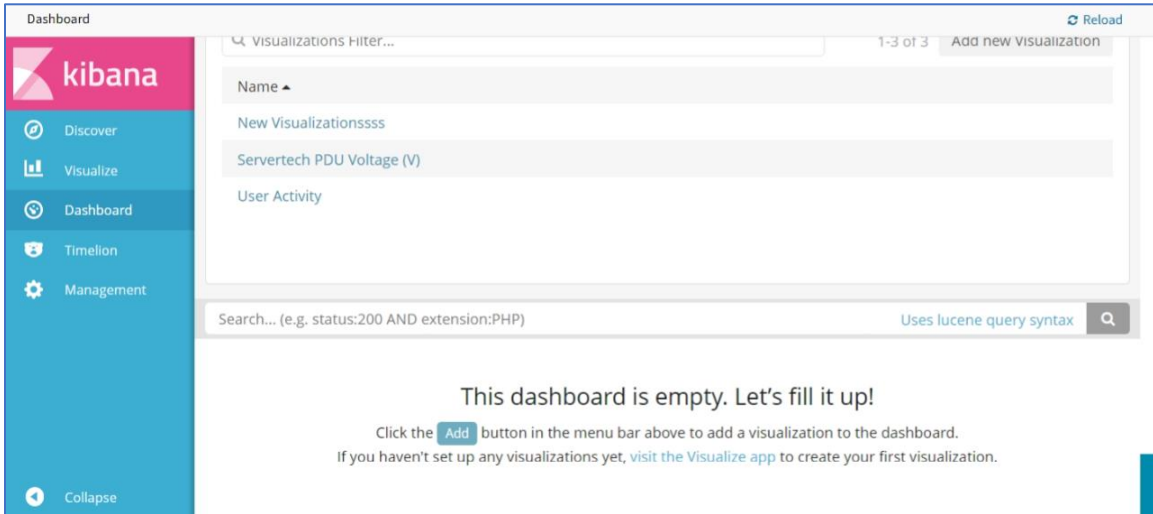 Dashboard
Reload
kibana
Visualizations Filter...
1-3 of 3
Add new Visualization
Name
New Visualizationssss
Servertech PDU Voltage (V)
User Activity
Discover
Visualize
Dashboard
Timelion
Management
Collapse
Search... (e.g. status:200 AND extension:PHP)
Uses lucene query syntax
This dashboard is empty. Let's fill it up!
Click the Add button in the menu bar above to add a visualization to the dashboard.
If you haven't set up any visualizations yet, visit the Visualize app to create your first visualization.